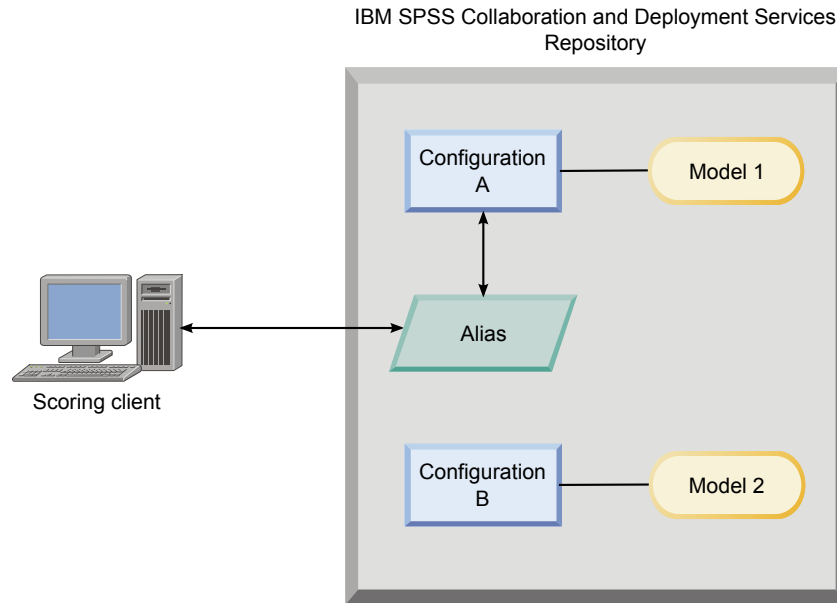 IBM SPSS Collaboration and Deployment Services
Repository
Configuration
A
Model 1
Alias
Scoring client
Configuration
B
Model 2